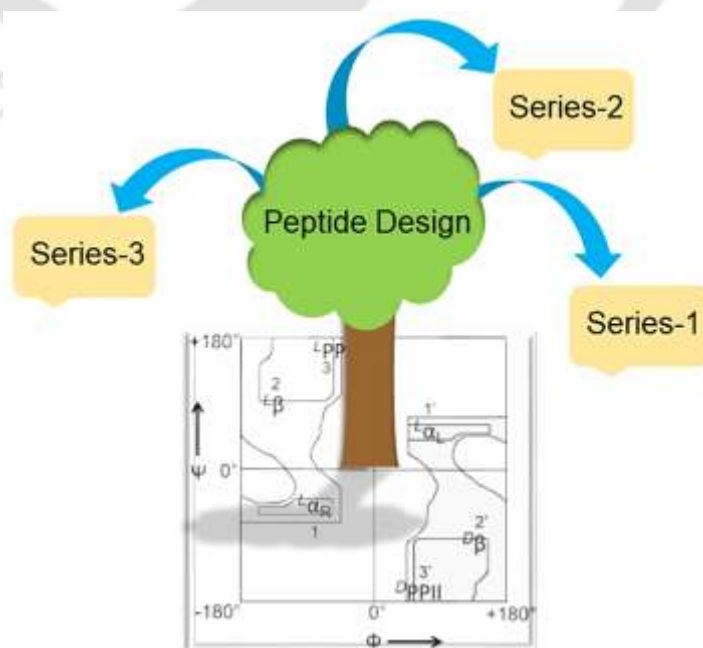 Series-2
Peptide Design
Series-3
Series-1
+180°
LPP
3
2
Lβ
1'
LαL
Ψ
0°
LαR
1
2'
Dβ
3'
DPPII
-180°
0°
+180°
Φ